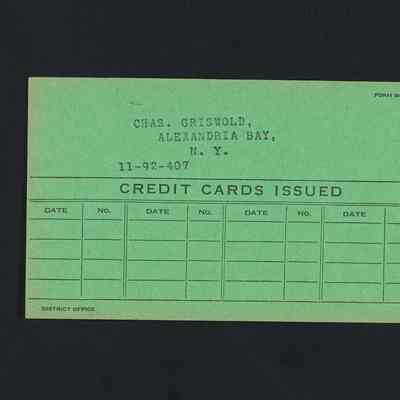 FORM
CHAS. GRISWOLD,
ALEXANDRIA BAY,
N. Y.
11-92-407
CREDIT CARDS ISSUED
DATE NO. DATE NO. DATE NO. DATE
DISTRICT OFFICE